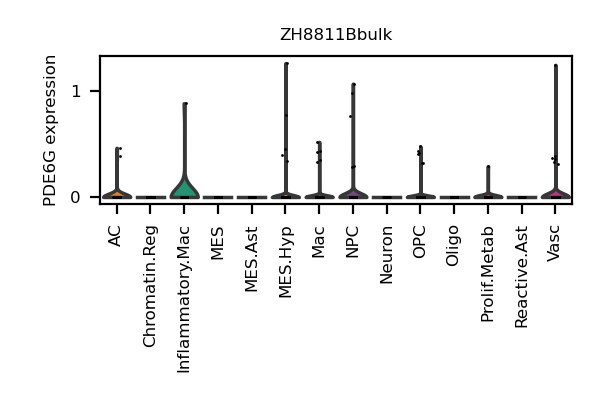 ZH8811Bbulk
PDE6G expression
1
0
AC
Chromatin.Reg
Inflammatory.Mac
MES
MES.Ast
MES.Hyp
Mac
NPC
Neuron
OPC
Oligo
Prolif.Metab
Reactive.Ast
Vasc